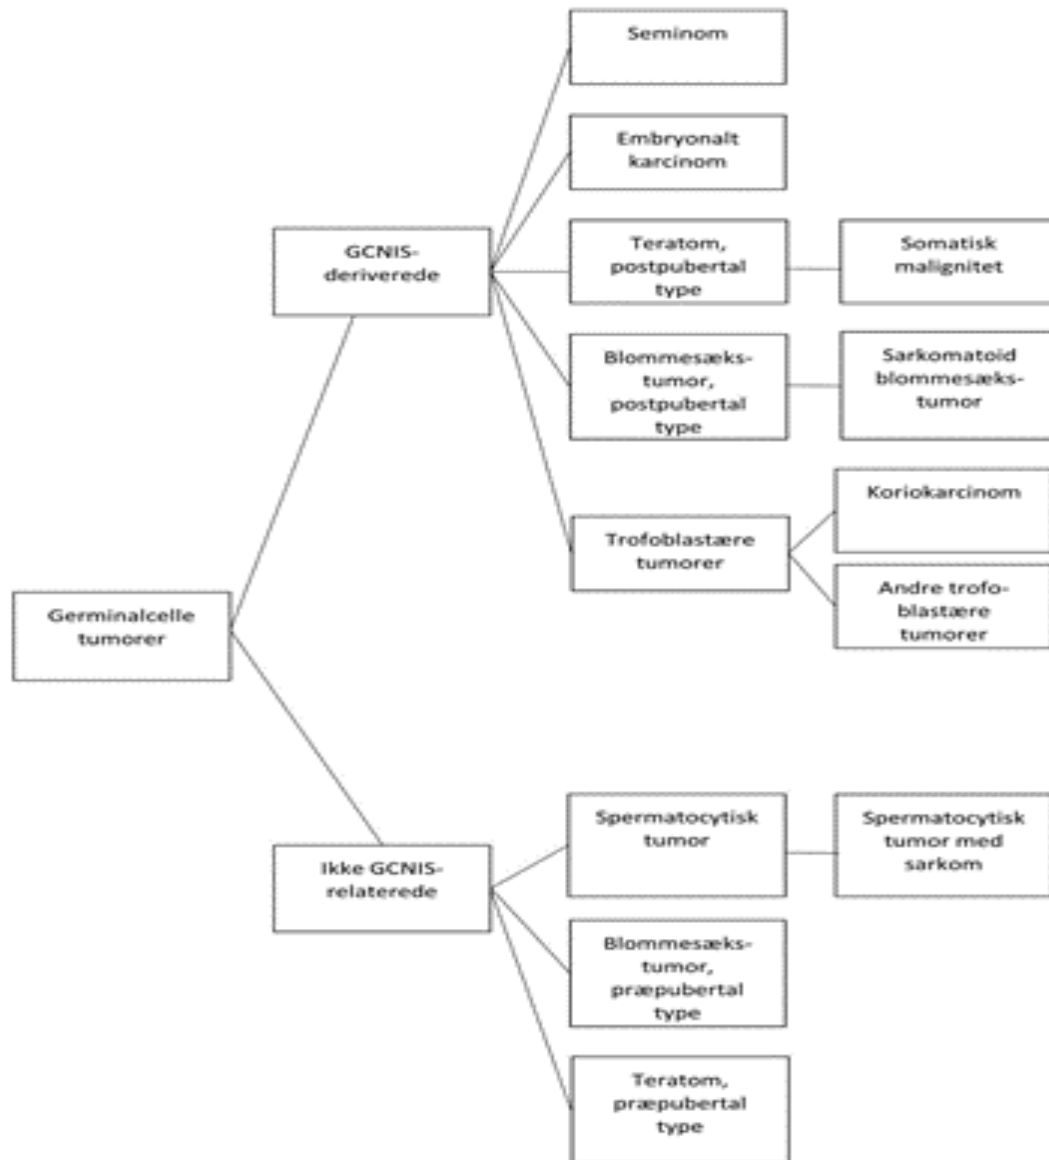 Seminom
Embryonalt
karcinom
GCNIS-
deriverede
Teratom,
postpubertal
type
Somatisk
malignitet
Blommesæks-
tumor,
postpubertal
type
Sarkomatoid
blommesæks-
tumor
Trofoblastære
tumorer
Koriokarcinom
Andre trofo-
blastære
tumorer
Germinalcelle
tumorer
Ikke GCNIS-
relaterede
Spermatocytisk
tumor
Spermatocytisk
tumor med
sarkom
Blommesæks-
tumor,
præpubertal
type
Teratom,
præpubertal
type